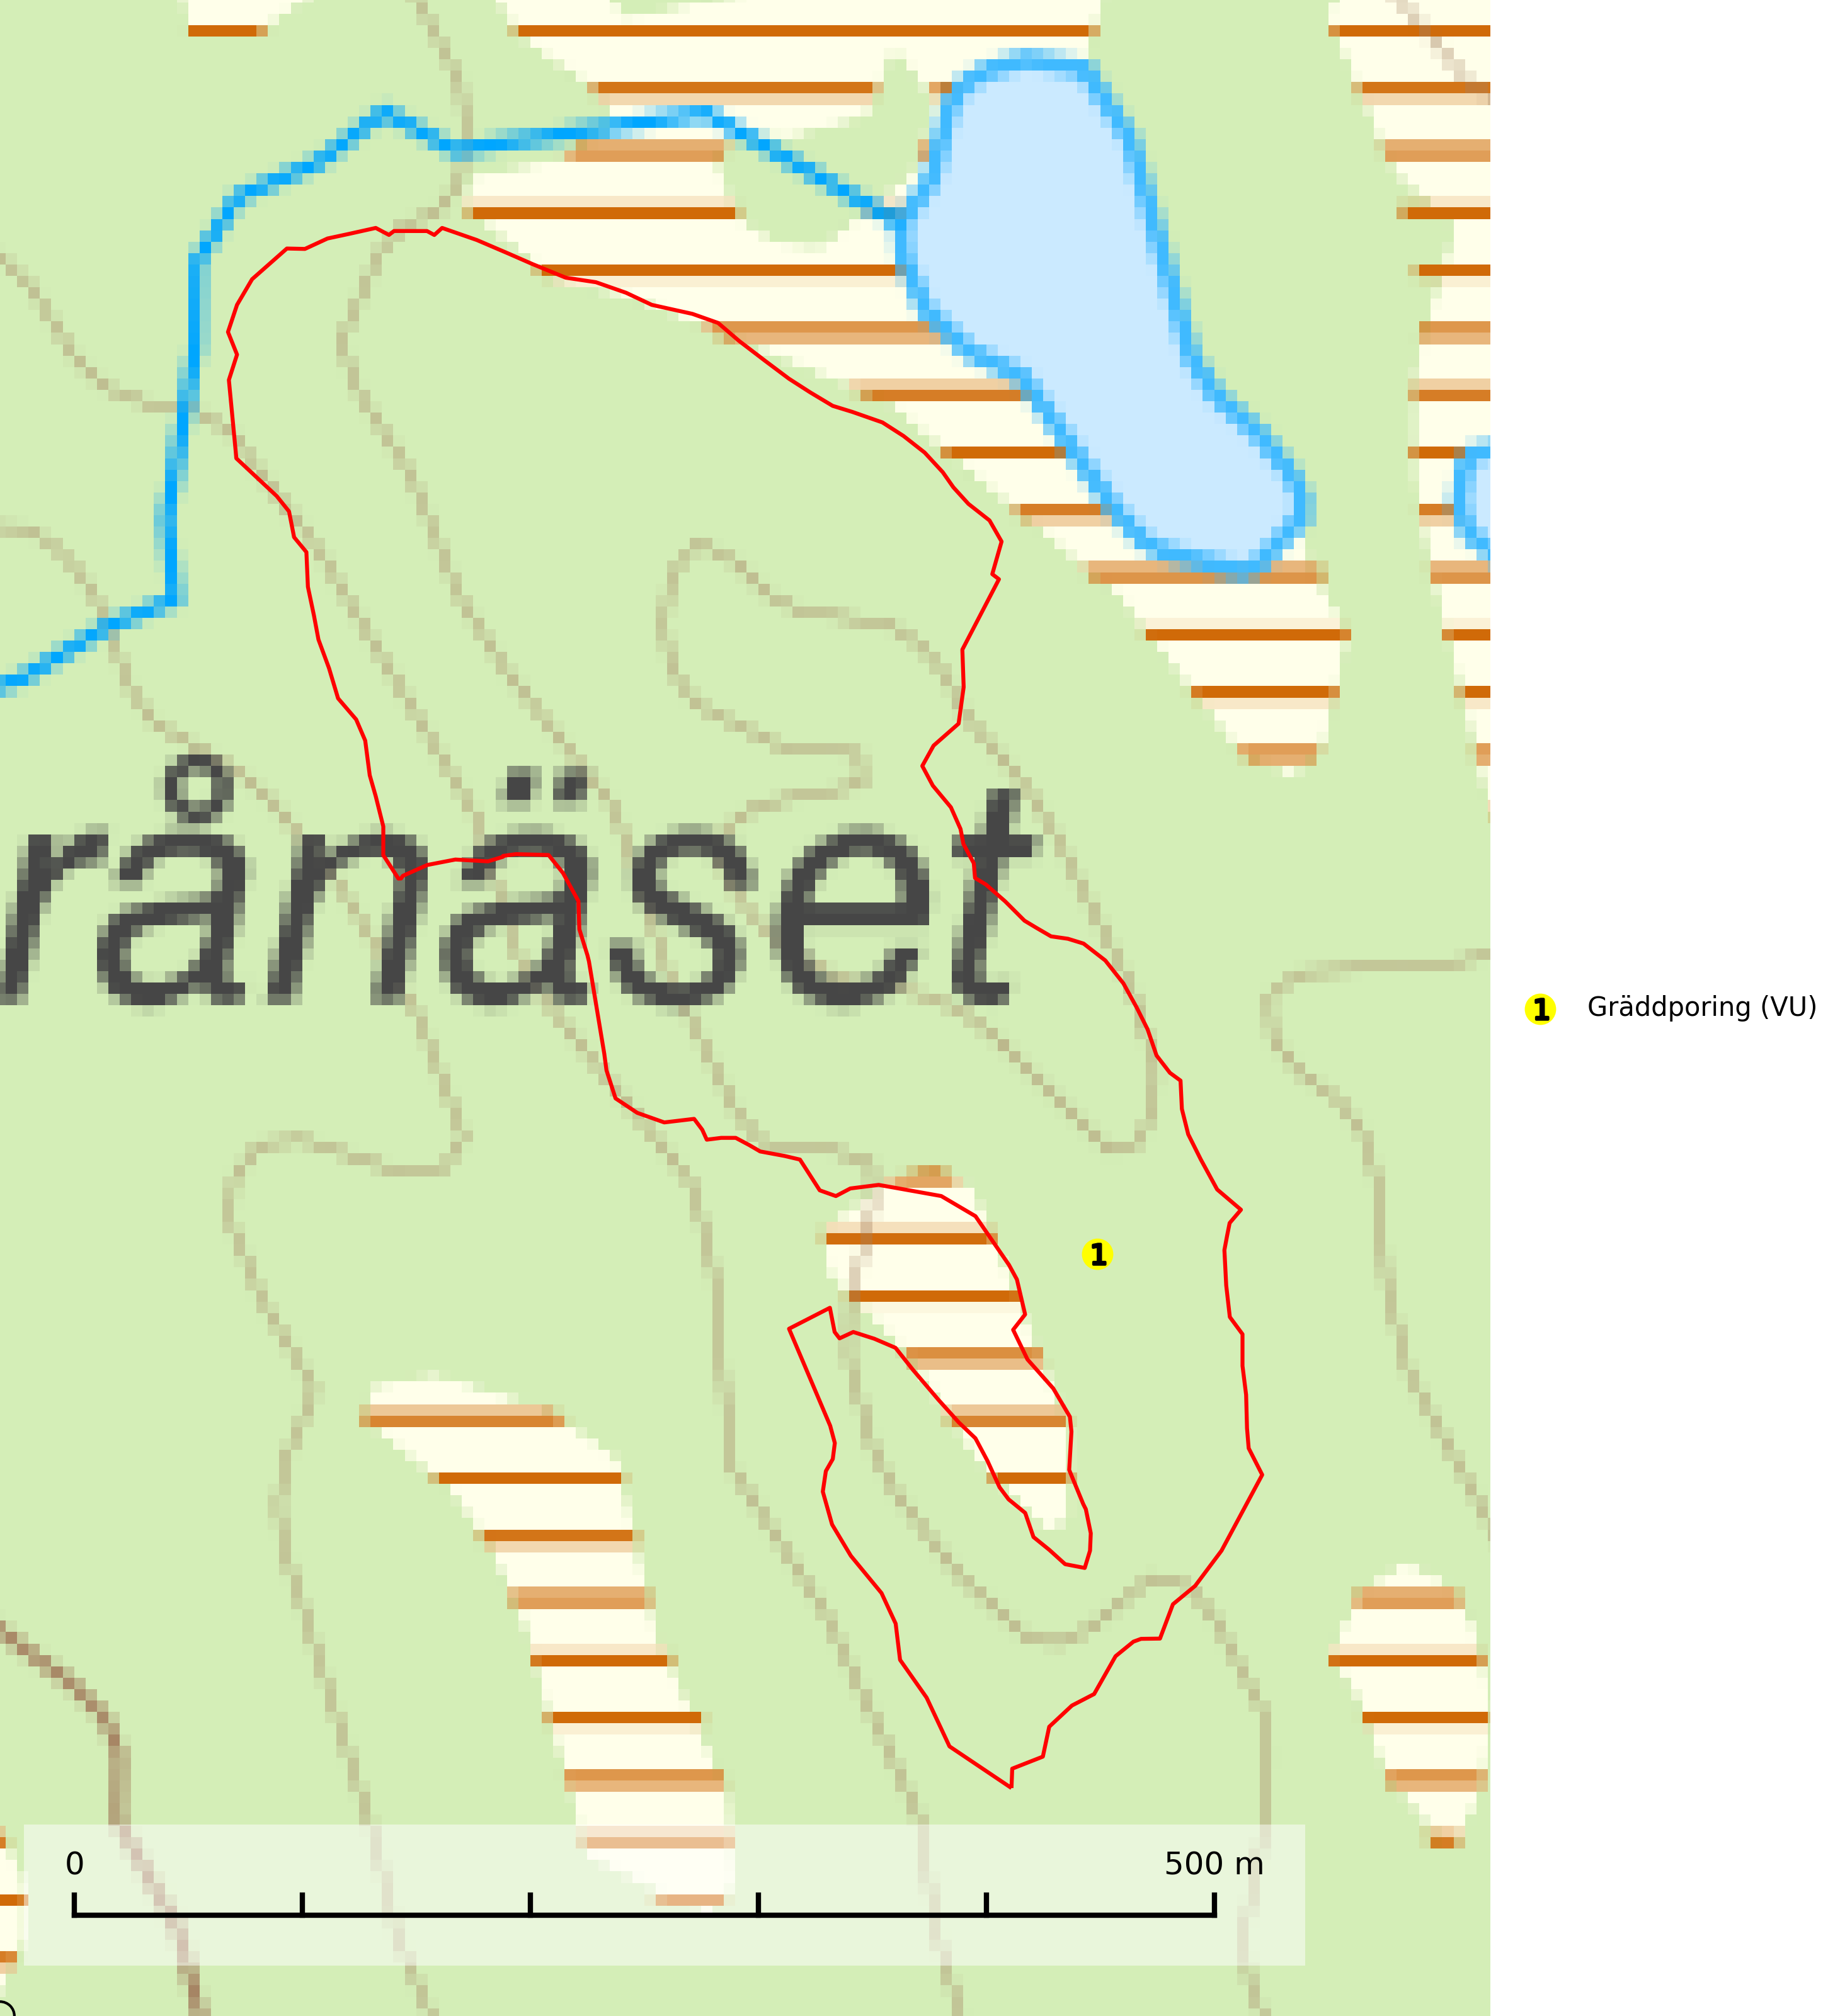 rånäset
1
1 Gräddporing (VU)
0 500 m